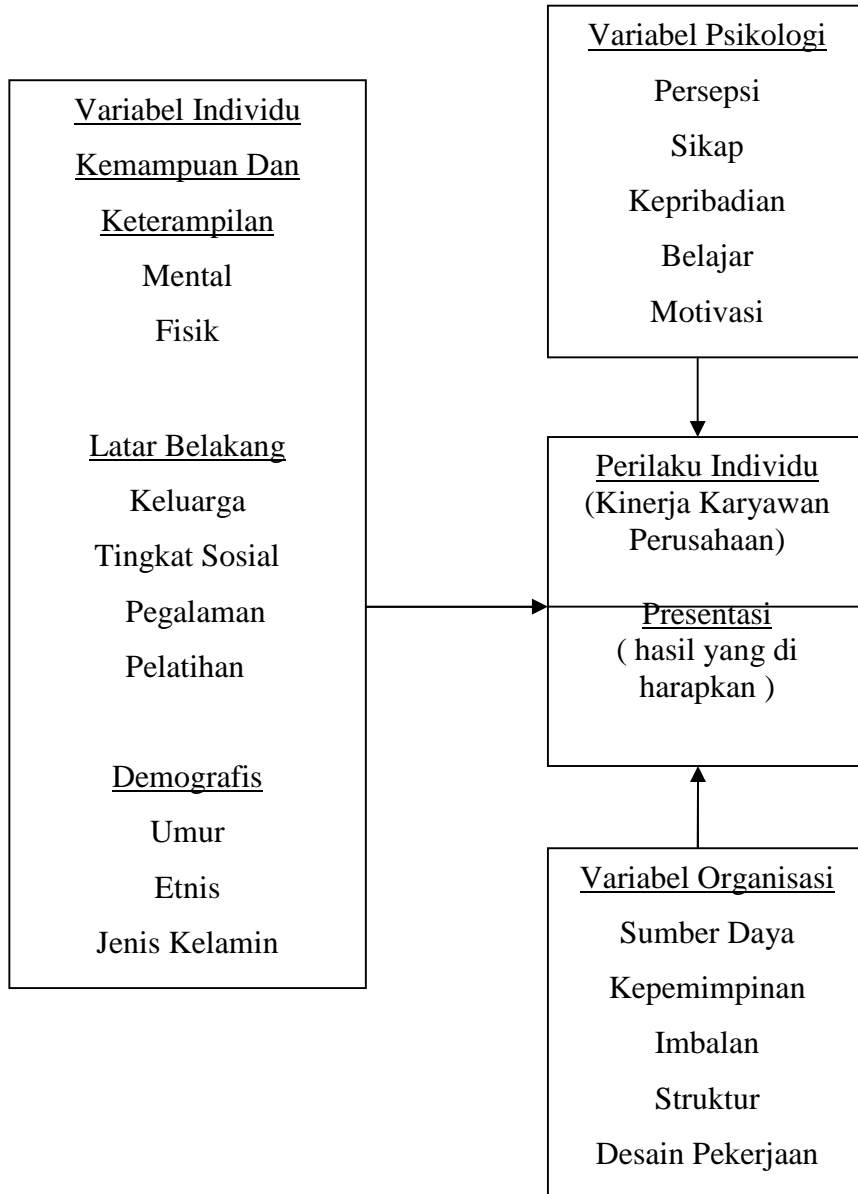 Variabel Individu
Kemampuan Dan
Keterampilan
Mental
Fisik
Latar Belakang
Keluarga
Tingkat Sosial
Pegalaman
Pelatihan
Demografis
Umur
Etnis
Jenis Kelamin
Variabel Psikologi
Persepsi
Sikap
Kepribadian
Belajar
Motivasi
Perilaku Individu
(Kinerja Karyawan
Perusahaan)
Presentasi
( hasil yang di
harapkan )
Variabel Organisasi
Sumber Daya
Kepemimpinan
Imbalan
Struktur
Desain Pekerjaan